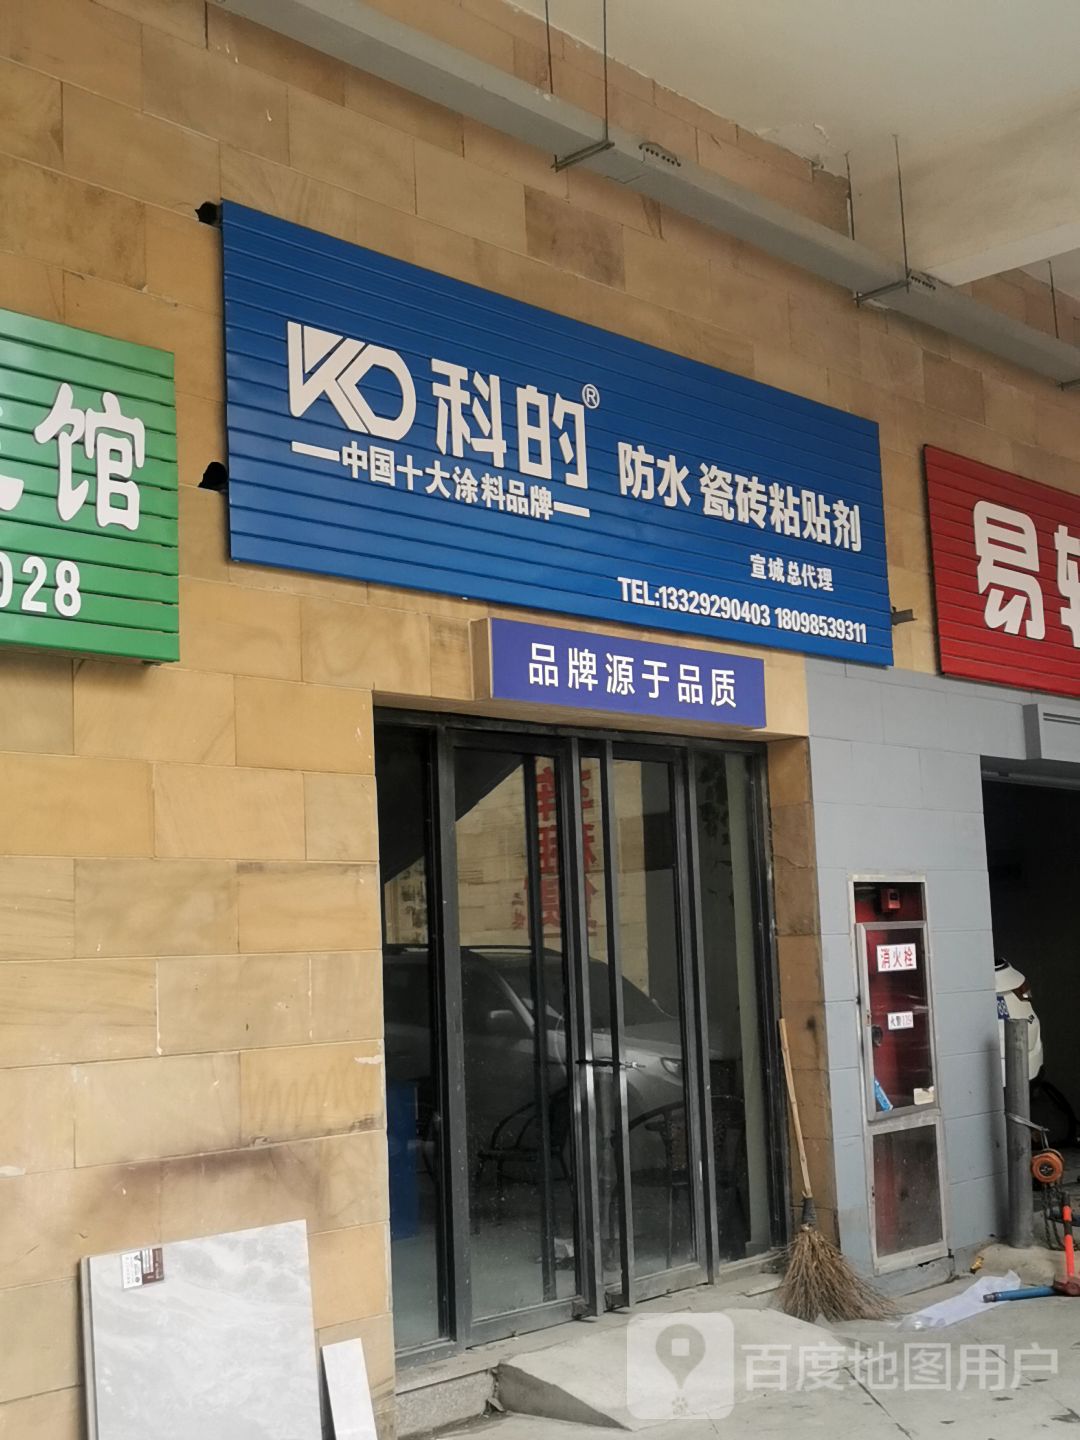 馆
028
KO 科的®
中国十大涂料品牌
防水 瓷砖粘贴剂
宣城总代理
TEL:13329290403 18098539311
品牌源于品质
易
消火栓
百度地图用户